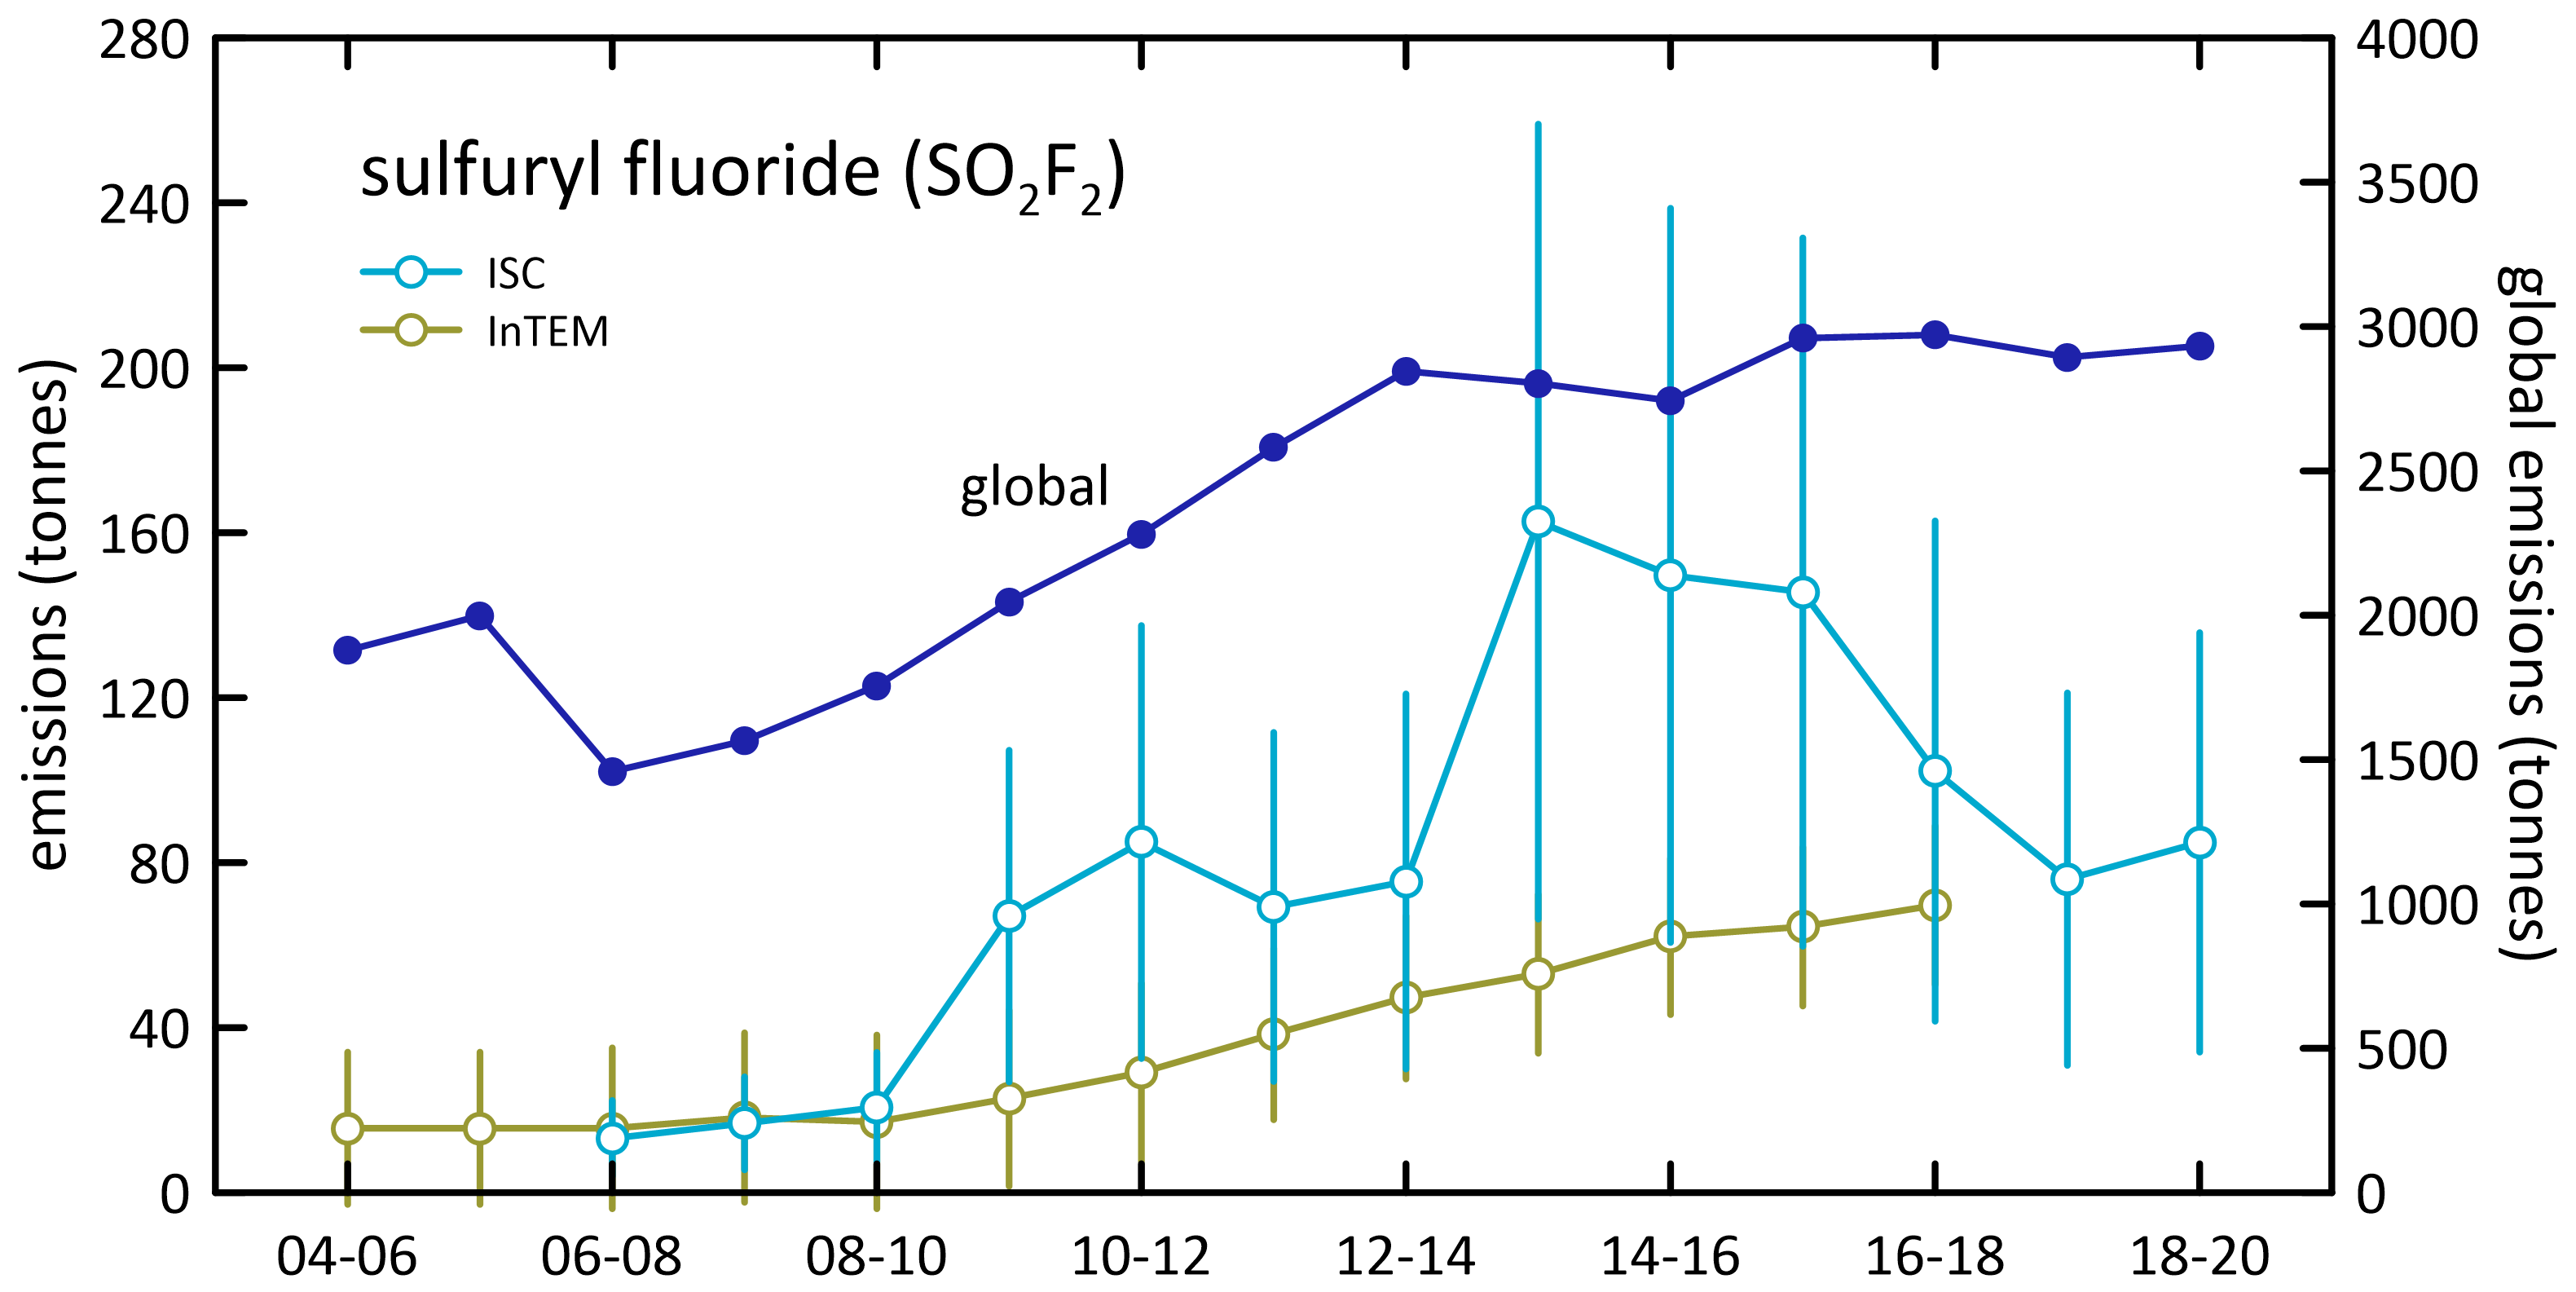 sulfuryl fluoride (SO₂F₂)
ISC
InTEM
global
emissions (tonnes)
280
240
200
160
120
80
40
0
4000
3500
3000
2500
2000
1500
1000
500
0
global emissions (tonnes)
04-06 06-08 08-10 10-12 12-14 14-16 16-18 18-20